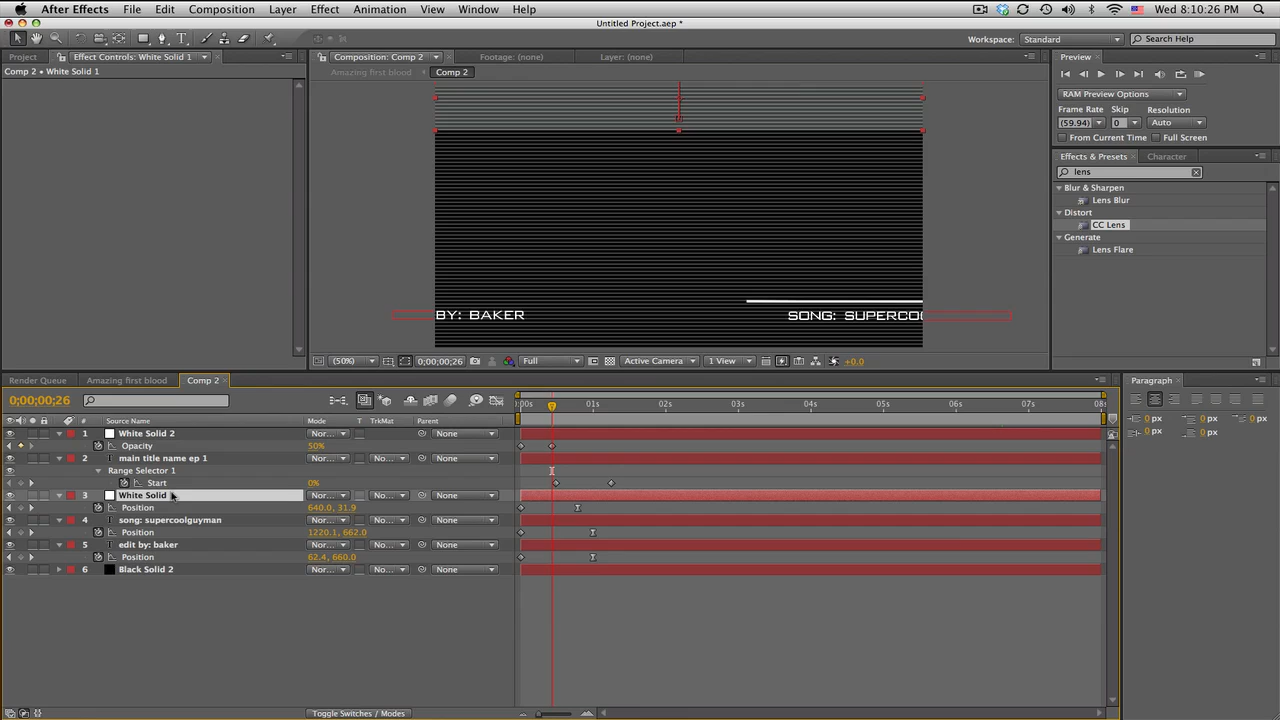 After Effects File Edit Composition Layer Effect Animation View Window Help Wed 8:10:26 PM
Untitled Project.aep *
Workspace: Standard Search Help
Project Effect Controls: White Solid 1 Composition: Comp 2 Footage: (none) Layer: (none) Preview
Comp 2 • White Solid 1 Amazing first blood Comp 2
RAM Preview Options
Frame Rate Skip Resolution
(59.94) 0 Auto
From Current Time Full Screen
Effects & Presets Character
lens
Blur & Sharpen
Lens Blur
Distort
CC Lens
Generate
Lens Flare
BY: BAKER SONG: SUPERCOO
(50%) 0;00;00;26 Full Active Camera 1 View +0.0
Render Queue Amazing first blood Comp 2 Paragraph
0;00;00;26
:00s 01s 02s 03s 04s 05s 06s 07s 08s
# Source Name Mode T TrkMat Parent
0 px 0 px
0 px 0 px
1 White Solid 2 Nor... None
Opacity 50%
2 main title name ep 1 Nor... None
Range Selector 1
Start 0%
3 White Solid Nor... None
Position 640.0, 31.9
4 song: supercoolguyman Nor... None
Position 1220.1, 662.0
5 edit by: baker Nor... None
Position 62.4, 660.0
6 Black Solid 2 Nor... None
Toggle Switches / Modes